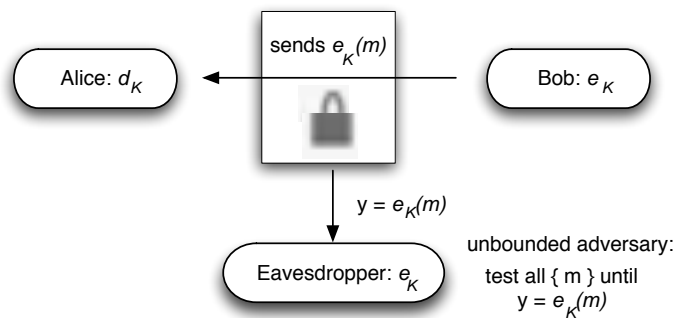 sends e_K(m)
Alice: d_K
Bob: e_K
y = e_K(m)
Eavesdropper: e_K
unbounded adversary:
test all { m } until
y = e_K(m)